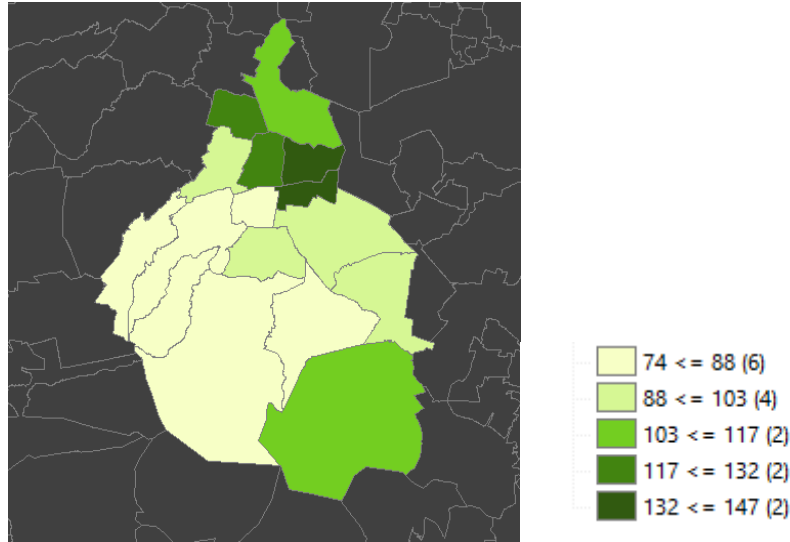 74 <= 88 (6)
88 <= 103 (4)
103 <= 117 (2)
117 <= 132 (2)
132 <= 147 (2)